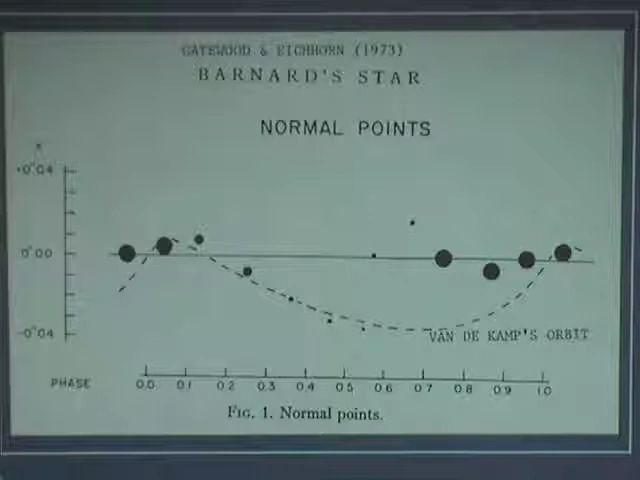 GATEWOOD & EICHHORN (1973)
BARNARD'S STAR
NORMAL POINTS
x
+0".04
0".00
-0".04
VAN DE KAMP'S ORBIT
PHASE
0.0 0.1 0.2 0.3 0.4 0.5 0.6 0.7 0.8 0.9 1.0
FIG. 1. Normal points.